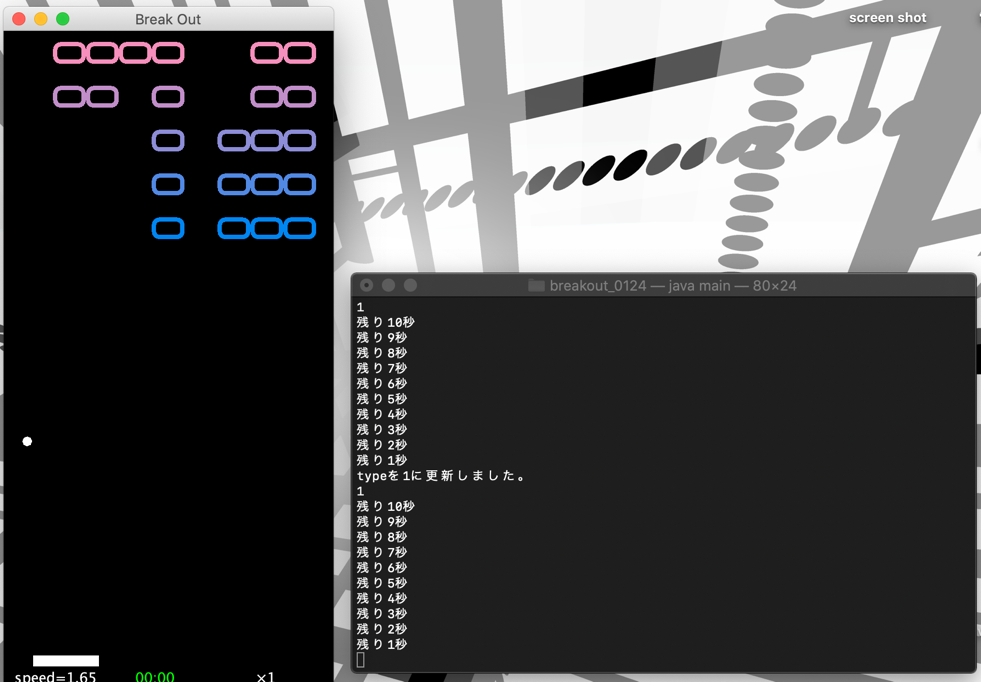 Break Out
screen shot
breakout_0124 — java main — 80×24
1
残り10秒
残り9秒
残り8秒
残り7秒
残り6秒
残り5秒
残り4秒
残り3秒
残り2秒
残り1秒
typeを1に更新しました。
1
残り10秒
残り9秒
残り8秒
残り7秒
残り6秒
残り5秒
残り4秒
残り3秒
残り2秒
残り1秒
speed=1.65 00:00 ×1